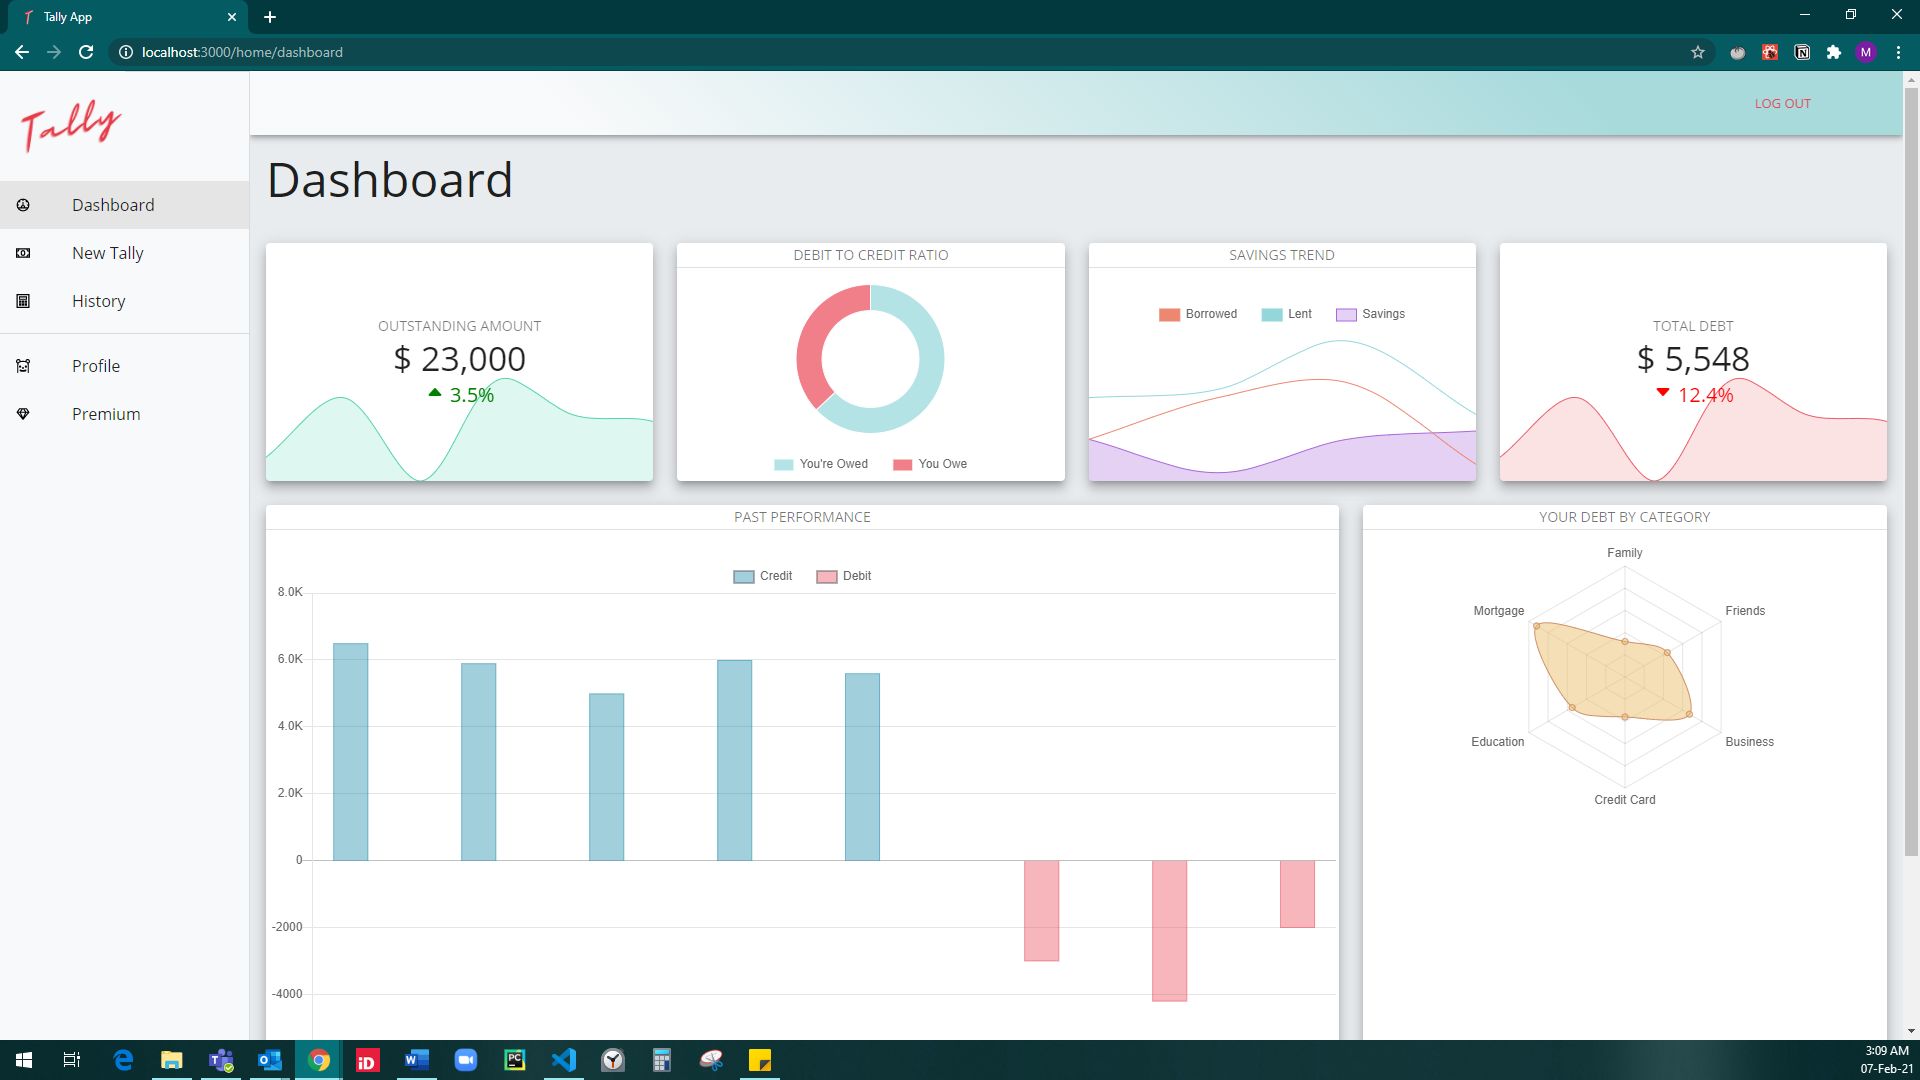 Tally App
localhost:3000/home/dashboard
M
Tally
LOG OUT
Dashboard
New Tally
History
Profile
Premium
Dashboard
OUTSTANDING AMOUNT
$ 23,000
3.5%
DEBIT TO CREDIT RATIO
You're Owed
You Owe
SAVINGS TREND
Borrowed
Lent
Savings
TOTAL DEBT
$ 5,548
12.4%
PAST PERFORMANCE
Credit
Debit
8.0K
6.0K
4.0K
2.0K
0
-2000
-4000
YOUR DEBT BY CATEGORY
Family
Mortgage
Friends
Education
Business
Credit Card
iD
PC
3:09 AM
07-Feb-21